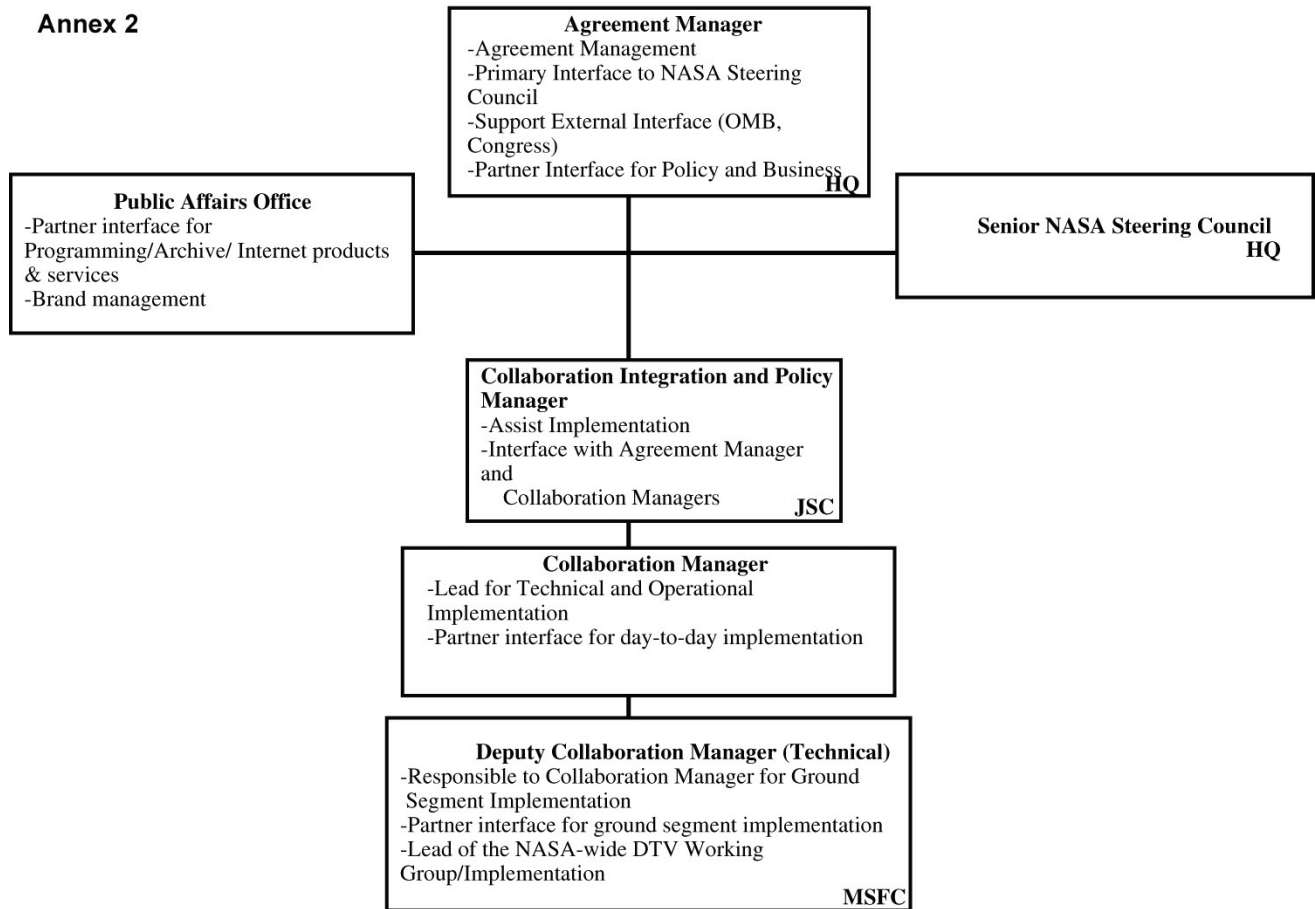 Annex 2
Agreement Manager
-Agreement Management
-Primary Interface to NASA Steering
Council
-Support External Interface (OMB,
Congress)
-Partner Interface for Policy and Business
HQ
Public Affairs Office
-Partner interface for
Programming/Archive/ Internet products
& services
-Brand management
Senior NASA Steering Council
HQ
Collaboration Integration and Policy
Manager
-Assist Implementation
-Interface with Agreement Manager
and
Collaboration Managers
JSC
Collaboration Manager
-Lead for Technical and Operational
Implementation
-Partner interface for day-to-day implementation
Deputy Collaboration Manager (Technical)
-Responsible to Collaboration Manager for Ground
Segment Implementation
-Partner interface for ground segment implementation
-Lead of the NASA-wide DTV Working
Group/Implementation
MSFC